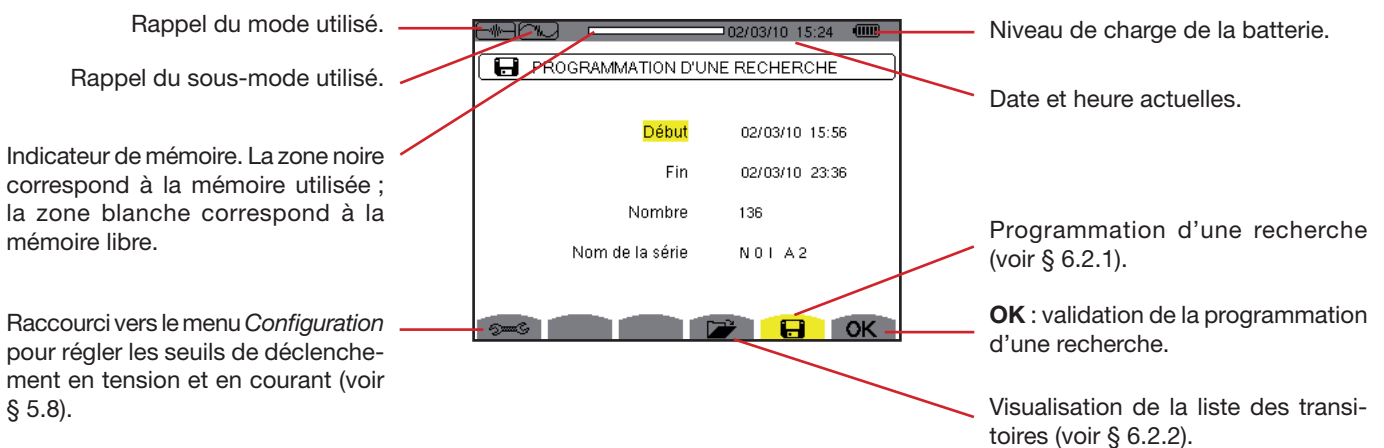 Rappel du mode utilisé.
Rappel du sous-mode utilisé.
Indicateur de mémoire. La zone noire
correspond à la mémoire utilisée ;
la zone blanche correspond à la
mémoire libre.
Raccourci vers le menu Configuration
pour régler les seuils de déclenche-
ment en tension et en courant (voir
§ 5.8).
02/03/10 15:24
PROGRAMMATION D'UNE RECHERCHE
Début 02/03/10 15:56
Fin 02/03/10 23:36
Nombre 136
Nom de la série N 0 I A 2
OK
Niveau de charge de la batterie.
Date et heure actuelles.
Programmation d'une recherche
(voir § 6.2.1).
OK : validation de la programmation
d'une recherche.
Visualisation de la liste des transi-
toires (voir § 6.2.2).